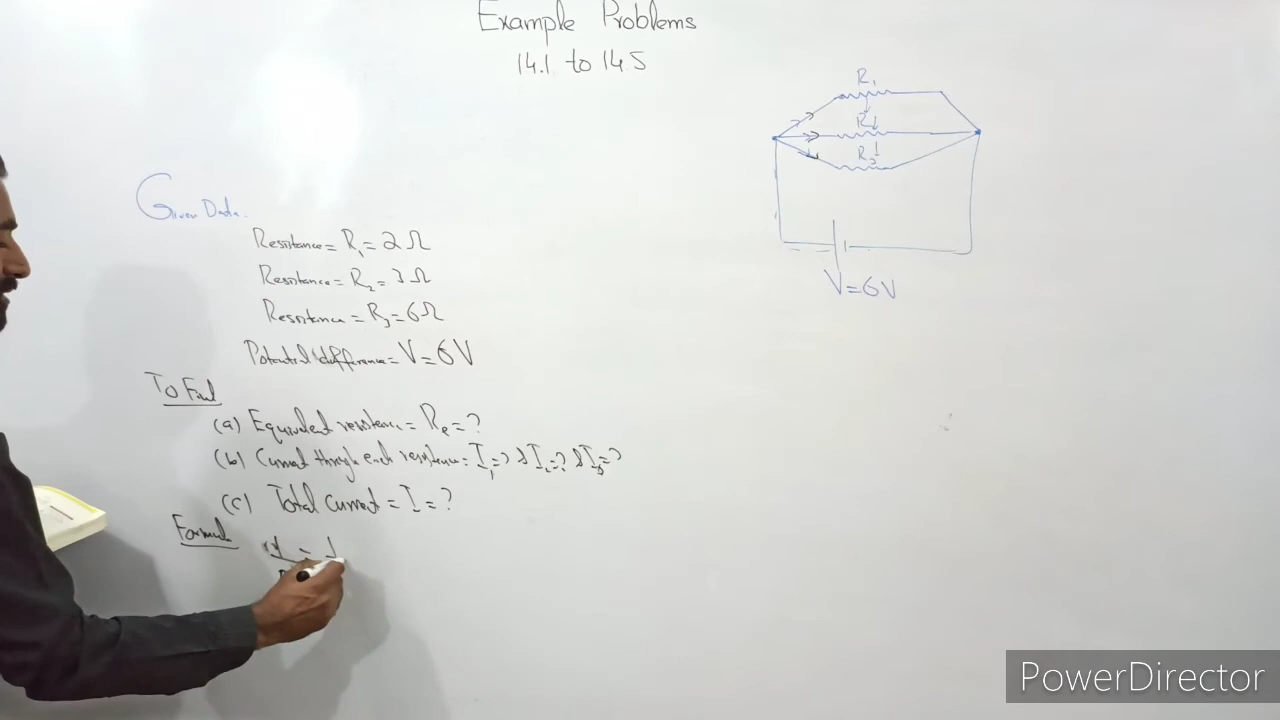 Example Problems
14.1 to 14.5
R₁
V=6V
Given Data.
Resistance = R₁ = 2 Ω
Resistance = R₂ = 3 Ω
Resistance = R₃ = 6 Ω
Potential difference = V = 6 V
To Find
(a) Equivalent resistance = Rₑ = ?
(b) Current through each resistance = I₁ = ? & I₂ = ? & I₃ = ?
(c) Total current = I = ?
Formula
PowerDirector